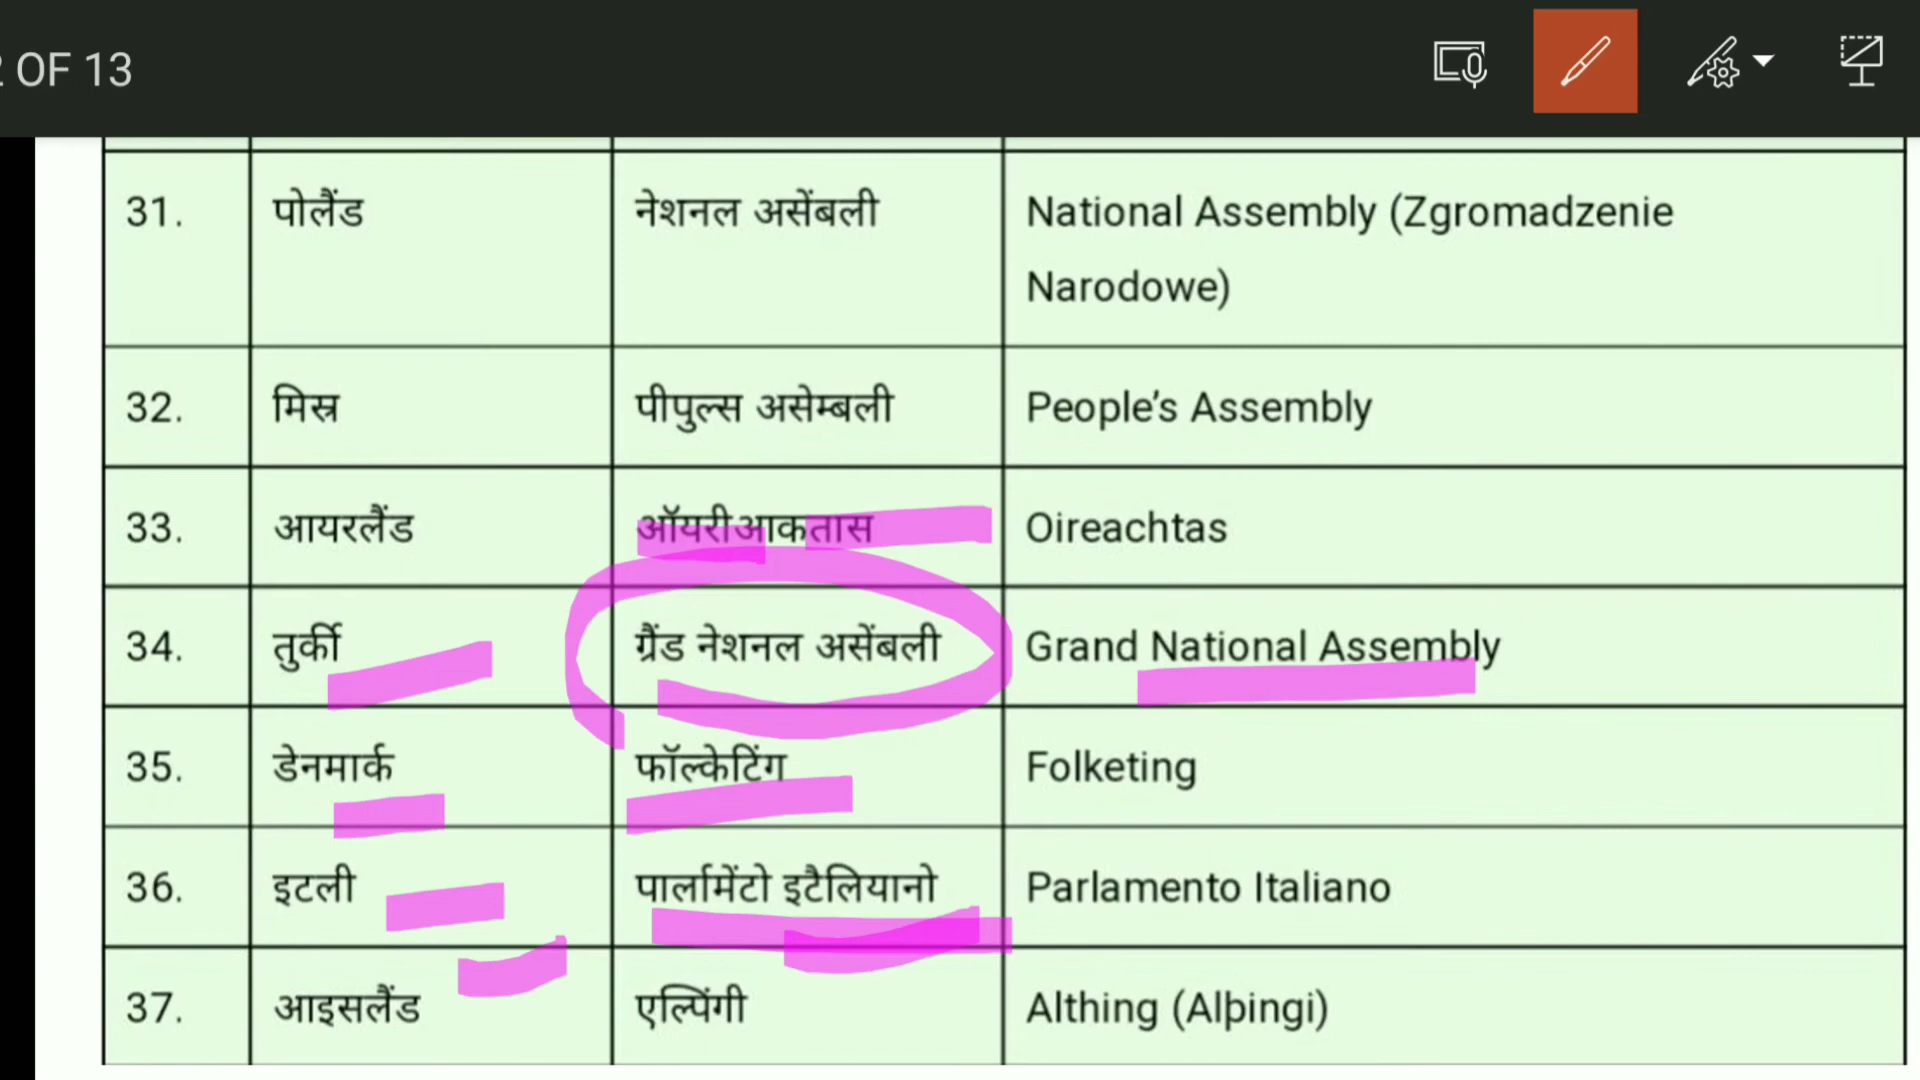 2 OF 13
31. पोलैंड नेशनल असेंबली National Assembly (Zgromadzenie
Narodowe)
32. मिस्र पीपुल्स असेम्बली People’s Assembly
33. आयरलैंड ऑयरीआकतास Oireachtas
34. तुर्की ग्रैंड नेशनल असेंबली Grand National Assembly
35. डेनमार्क फॉल्केटिंग Folketing
36. इटली पार्लामेंटो इटैलियानो Parlamento Italiano
37. आइसलैंड एल्पिंगी Althing (Alþingi)